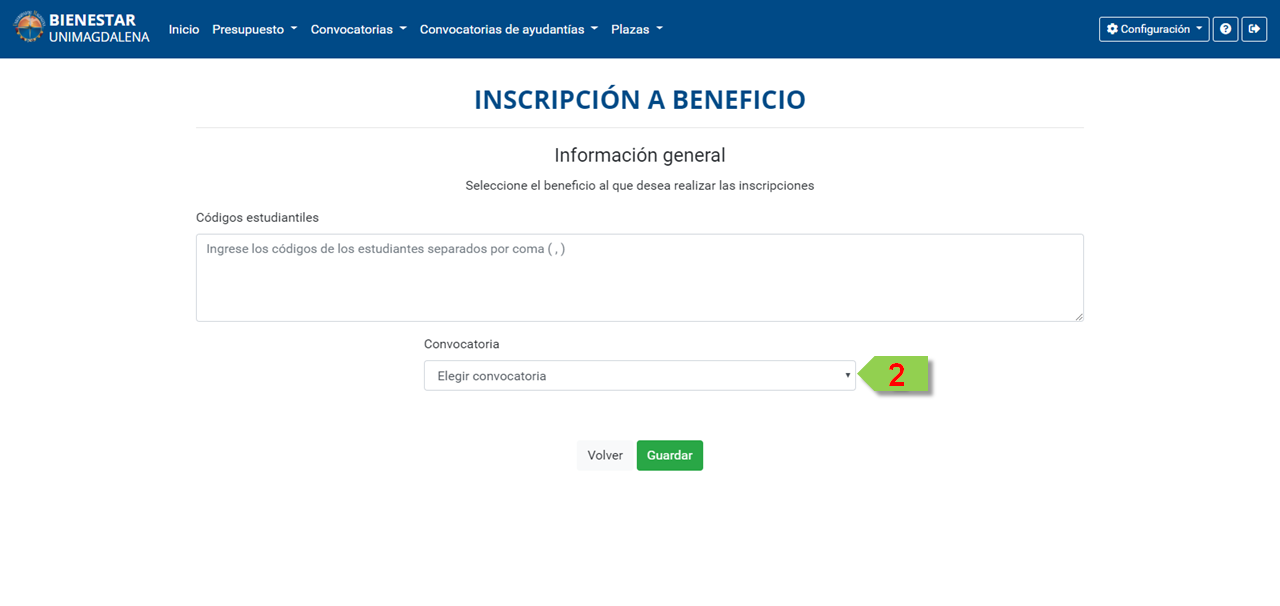 BIENESTAR
UNIMAGDALENA
Inicio Presupuesto Convocatorias Convocatorias de ayudantías Plazas Configuración
INSCRIPCIÓN A BENEFICIO
Información general
Seleccione el beneficio al que desea realizar las inscripciones
Códigos estudiantiles
Ingrese los códigos de los estudiantes separados por coma ( , )
Convocatoria
Elegir convocatoria
2
Volver Guardar